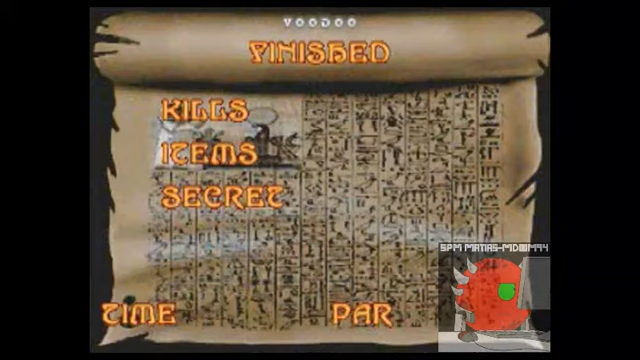 VOODOO
FINISHED
KILLS
ITEMS
SECRET
SPM MATIAS-MDOOM94
TIME PAR